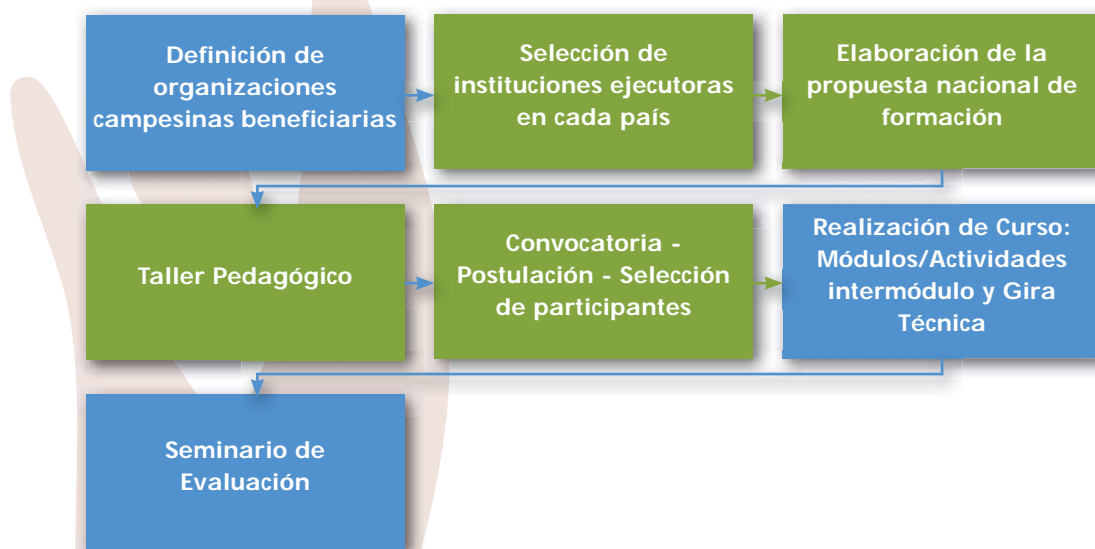 Definición de
organizaciones
campesinas beneficiarias
Selección de
instituciones ejecutoras
en cada país
Elaboración de la
propuesta nacional de
formación
Taller Pedagógico
Convocatoria -
Postulación - Selección
de participantes
Realización de Curso:
Módulos/Actividades
intermódulo y Gira
Técnica
Seminario de
Evaluación